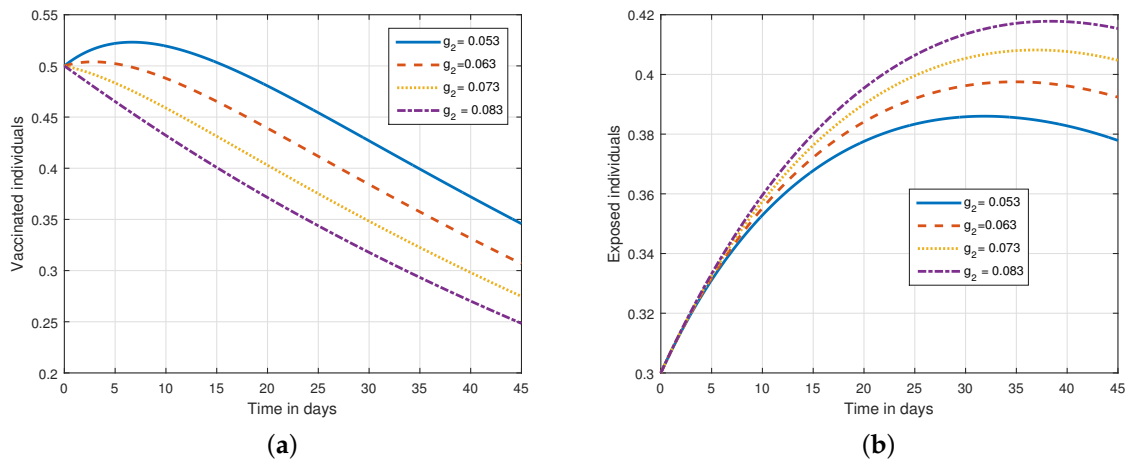 0.55
0.5
0.45
0.4
0.35
0.3
0.25
0.2
Vaccinated individuals
g2 = 0.053
g2=0.063
g2 = 0.073
g2 = 0.083
0 5 10 15 20 25 30 35 40 45
Time in days
(a)
0.42
0.4
0.38
0.36
0.34
0.32
0.3
Exposed individuals
g2 = 0.053
g2=0.063
g2 = 0.073
g2 = 0.083
0 5 10 15 20 25 30 35 40 45
Time in days
(b)